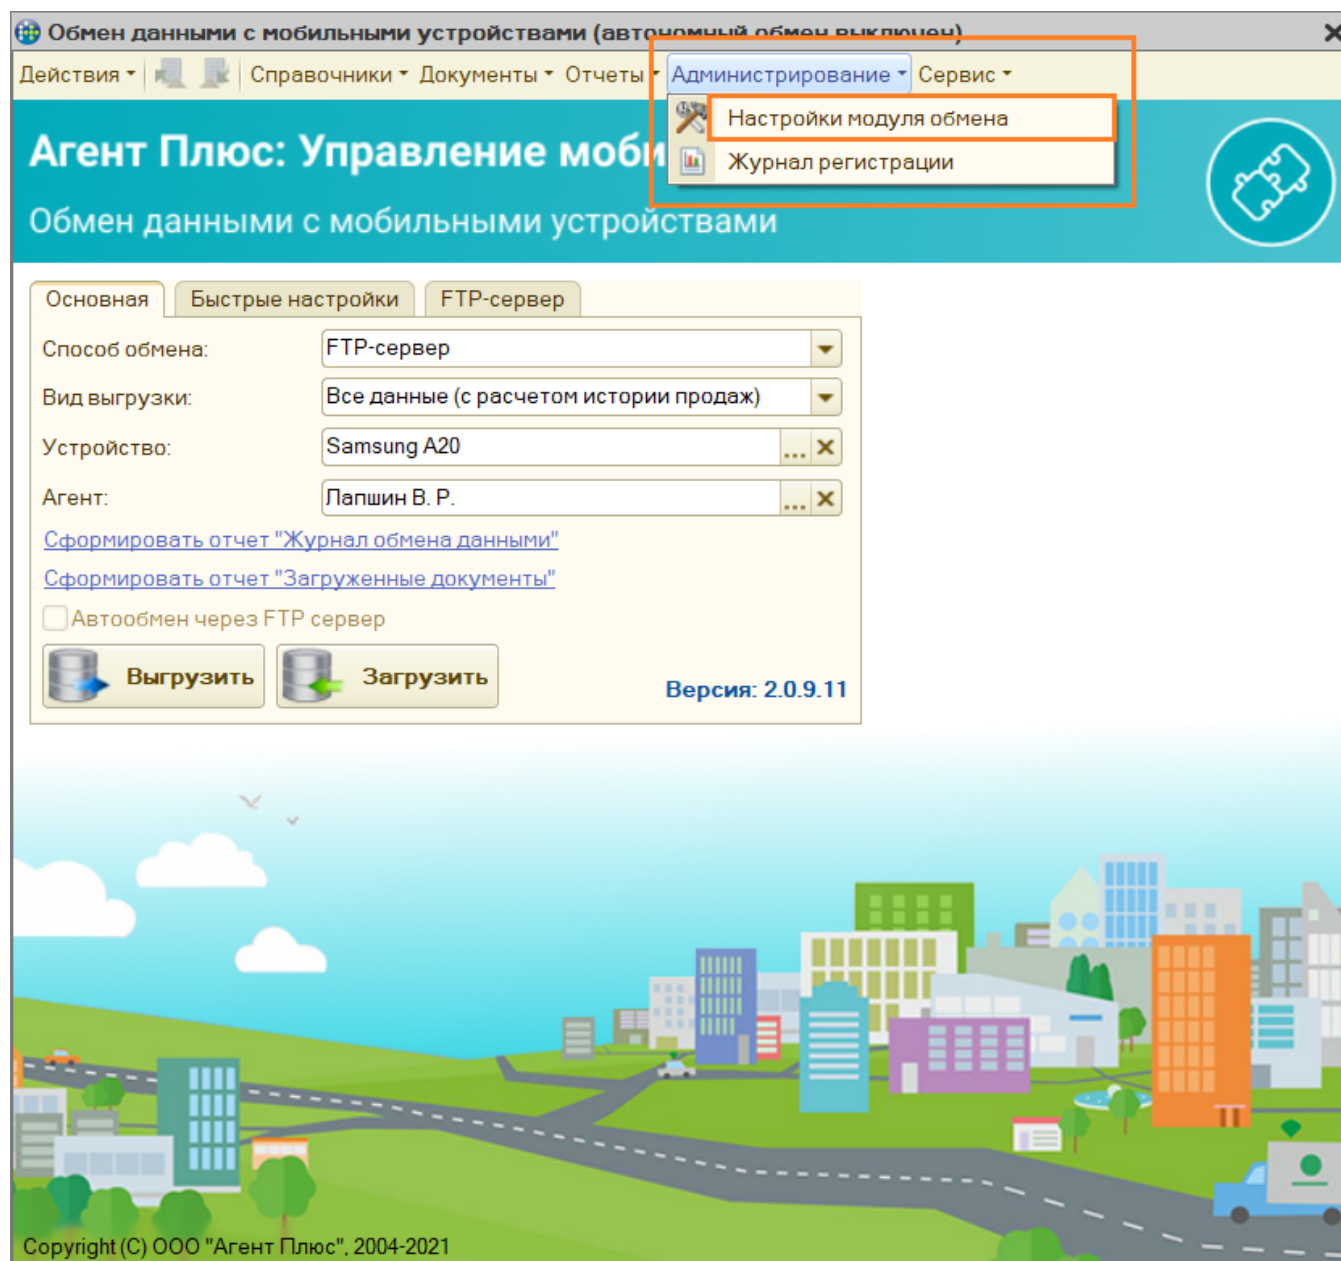 Обмен данными с мобильными устройствами (автономный обмен выключен)
Действия Справочники Документы Отчеты Администрирование Сервис
Настройки модуля обмена
Журнал регистрации
Агент Плюс: Управление моби
Обмен данными с мобильными устройствами
Основная Быстрые настройки FTP-сервер
Способ обмена: FTP-сервер
Вид выгрузки: Все данные (с расчетом истории продаж)
Устройство: Samsung A20 ...
Агент: Лапшин В. Р. ...
Сформировать отчет "Журнал обмена данными"
Сформировать отчет "Загруженные документы"
Автообмен через FTP сервер
Выгрузить Загрузить
Версия: 2.0.9.11
Copyright (C) ООО "Агент Плюс", 2004-2021